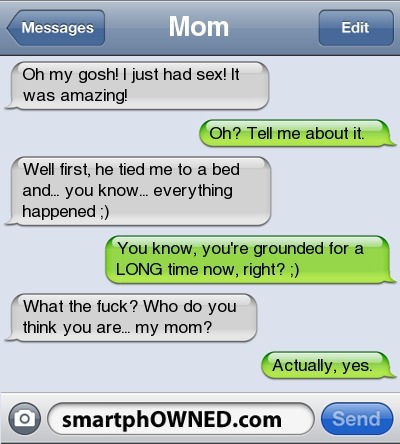 Messages
Mom
Edit
Oh my gosh! I just had sex! It
was amazing!
Oh? Tell me about it.
Well first, he tied me to a bed
and... you know... everything
happened ;)
You know, you're grounded for a
LONG time now, right? ;)
What the fuck? Who do you
think you are... my mom?
Actually, yes.
smartphOWNED.com
Send